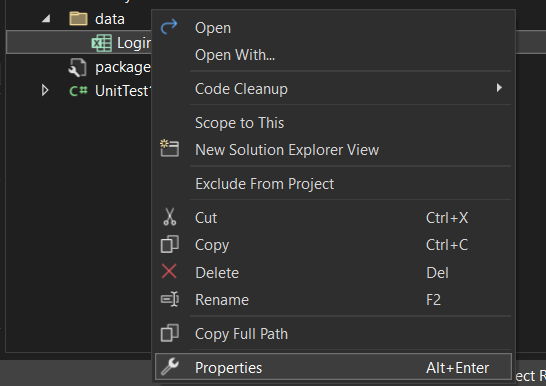 data
Open
Login
Open With...
package
Code Cleanup
UnitTest
Scope to This
New Solution Explorer View
Exclude From Project
Cut Ctrl+X
Copy Ctrl+C
Delete Del
Rename F2
Copy Full Path
Properties Alt+Enter
ect R